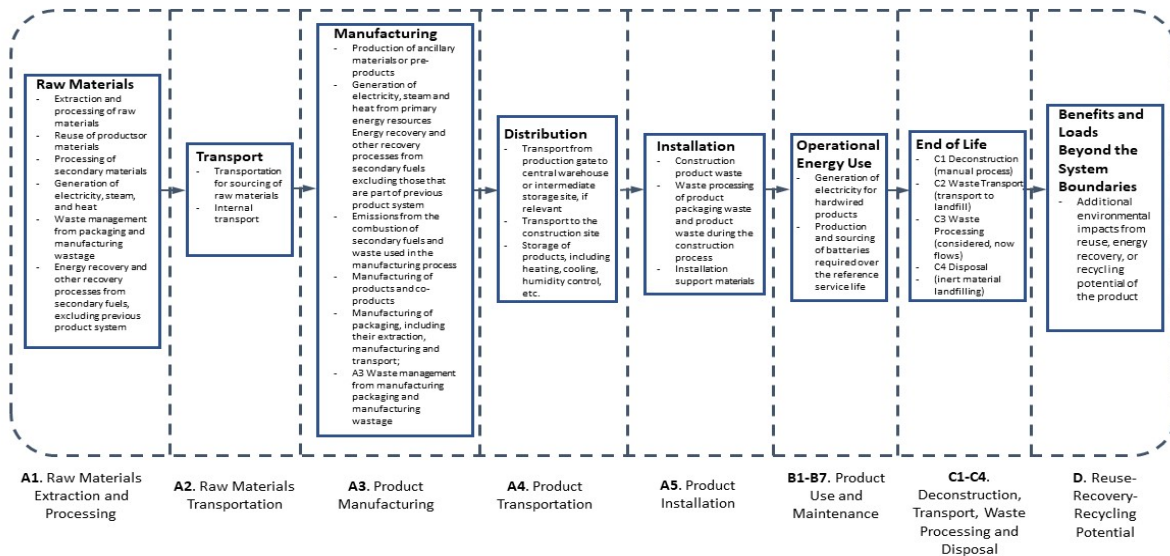 Raw Materials
- Extraction and
processing of raw
materials
- Reuse of productsor
materials
- Processing of
secondary materials
- Generation of
electricity, steam,
and heat
- Waste management
from packaging and
manufacturing
wastage
- Energy recovery and
other recovery
processes from
secondary fuels,
excluding previous
product system
Transport
- Transportation
for sourcing of
raw materials
- Internal
transport
Manufacturing
- Production of ancillary
materials or pre-
products
- Generation of
electricity, steam and
heat from primary
energy resources
Energy recovery and
other recovery
processes from
secondary fuels
excluding those that
are part of previous
product system
- Emissions from the
combustion of
secondary fuels and
waste used in the
manufacturing process
- Manufacturing of
products and co-
products
- Manufacturing of
packaging, including
their extraction,
manufacturing and
transport;
- A3 Waste management
from manufacturing
packaging and
manufacturing
wastage
Distribution
- Transport from
production gate to
central warehouse
or intermediate
storage site, if
relevant
- Transport to the
construction site
- Storage of
products, including
heating, cooling,
humidity control,
etc.
Installation
- Construction
product waste
- Waste processing
of product
packaging waste
and product
waste during the
construction
process
- Installation
support materials
Operational
Energy Use
- Generation of
electricity for
hardwired
products
- Production
and sourcing of
batteries required
over the reference
service life
End of Life
- C1 Deconstruction
(manual process)
- C2 Waste Transport
(transport to
landfill)
- C3 Waste
Processing
(considered, now
flows)
- C4 Disposal
- (inert material
landfilling)
Benefits and
Loads
Beyond the
System
Boundaries
- Additional
environmental
impacts from
reuse, energy
recovery, or
recycling
potential of
the product
A1. Raw Materials
Extraction and
Processing
A2. Raw Materials
Transportation
A3. Product
Manufacturing
A4. Product
Transportation
A5. Product
Installation
B1-B7. Product
Use and
Maintenance
C1-C4.
Deconstruction,
Transport, Waste
Processing and
Disposal
D. Reuse-
Recovery-
Recycling
Potential